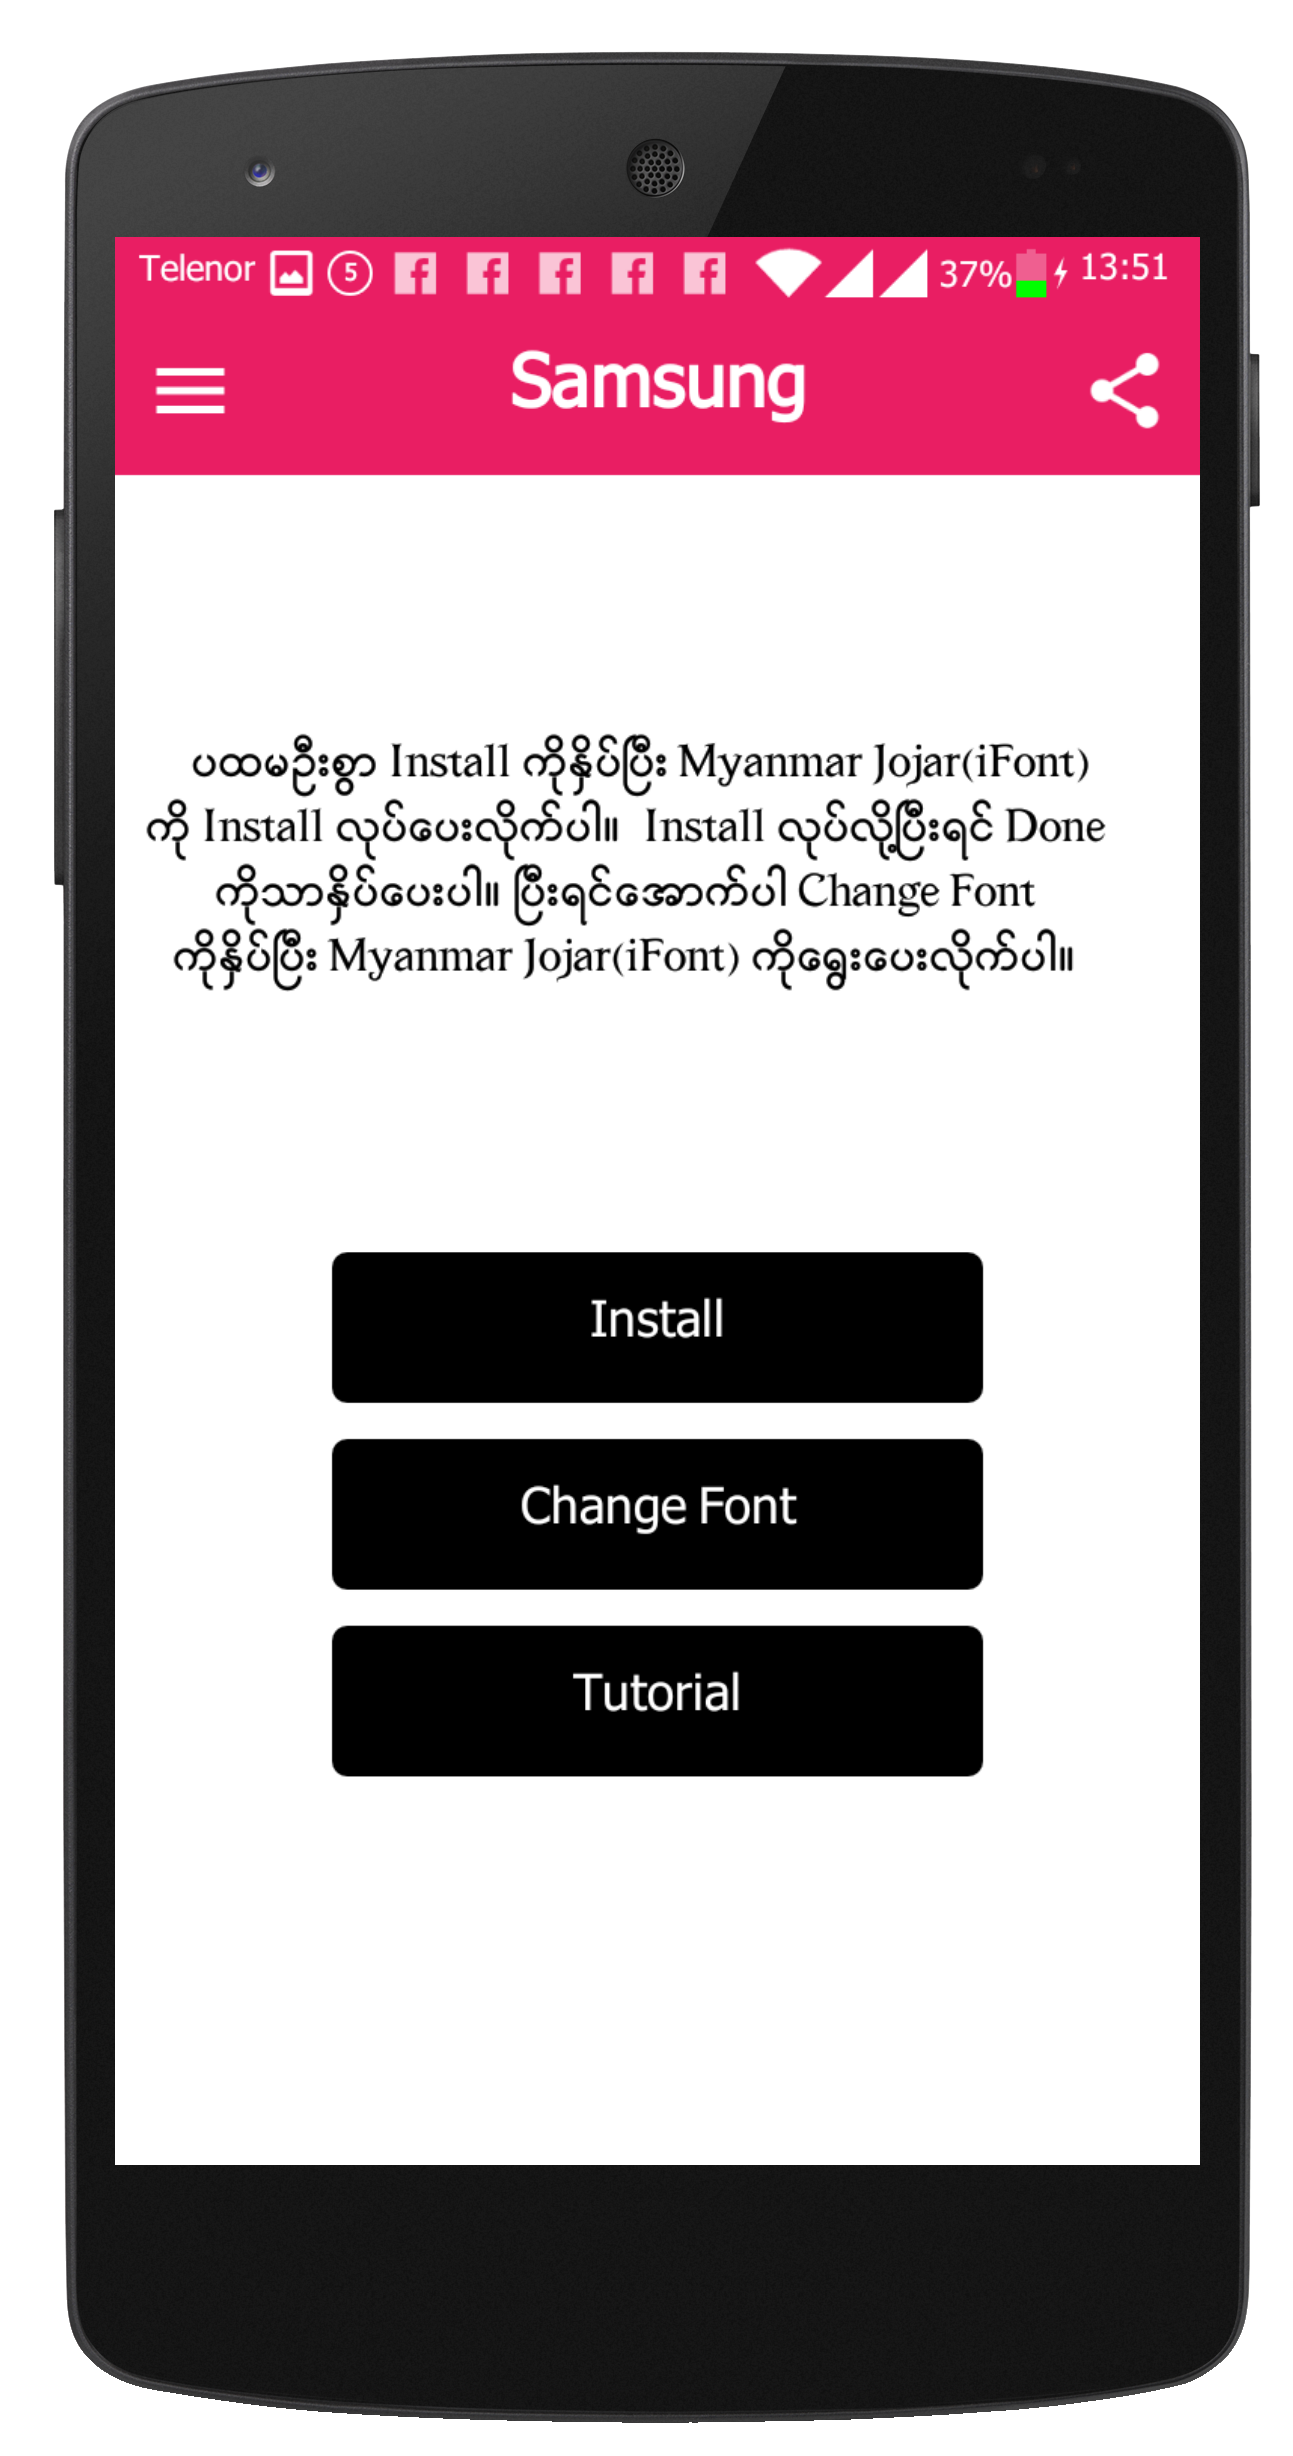 Telenor 5 37% 13:51
Samsung
ပထမဦးစွာ Install ကိုနှိပ်ပြီး Myanmar Jojar(iFont)
ကို Install လုပ်ပေးလိုက်ပါ။ Install လုပ်လို့ပြီးရင် Done
ကိုသာနှိပ်ပေးပါ။ ပြီးရင်အောက်ပါ Change Font
ကိုနှိပ်ပြီး Myanmar Jojar(iFont) ကိုရွေးပေးလိုက်ပါ။
Install
Change Font
Tutorial